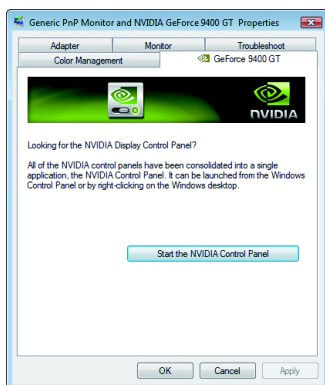 Generic PnP Monitor and NVIDIA GeForce 9400 GT Properties
Adapter Monitor Troubleshoot
Color Management GeForce 9400 GT
NVIDIA
Looking for the NVIDIA Display Control Panel?
All of the NVIDIA control panels have been consolidated into a single
application, the NVIDIA Control Panel. It can be launched from the Windows
Control Panel or by right-clicking on the Windows desktop.
Start the NVIDIA Control Panel
OK Cancel Apply